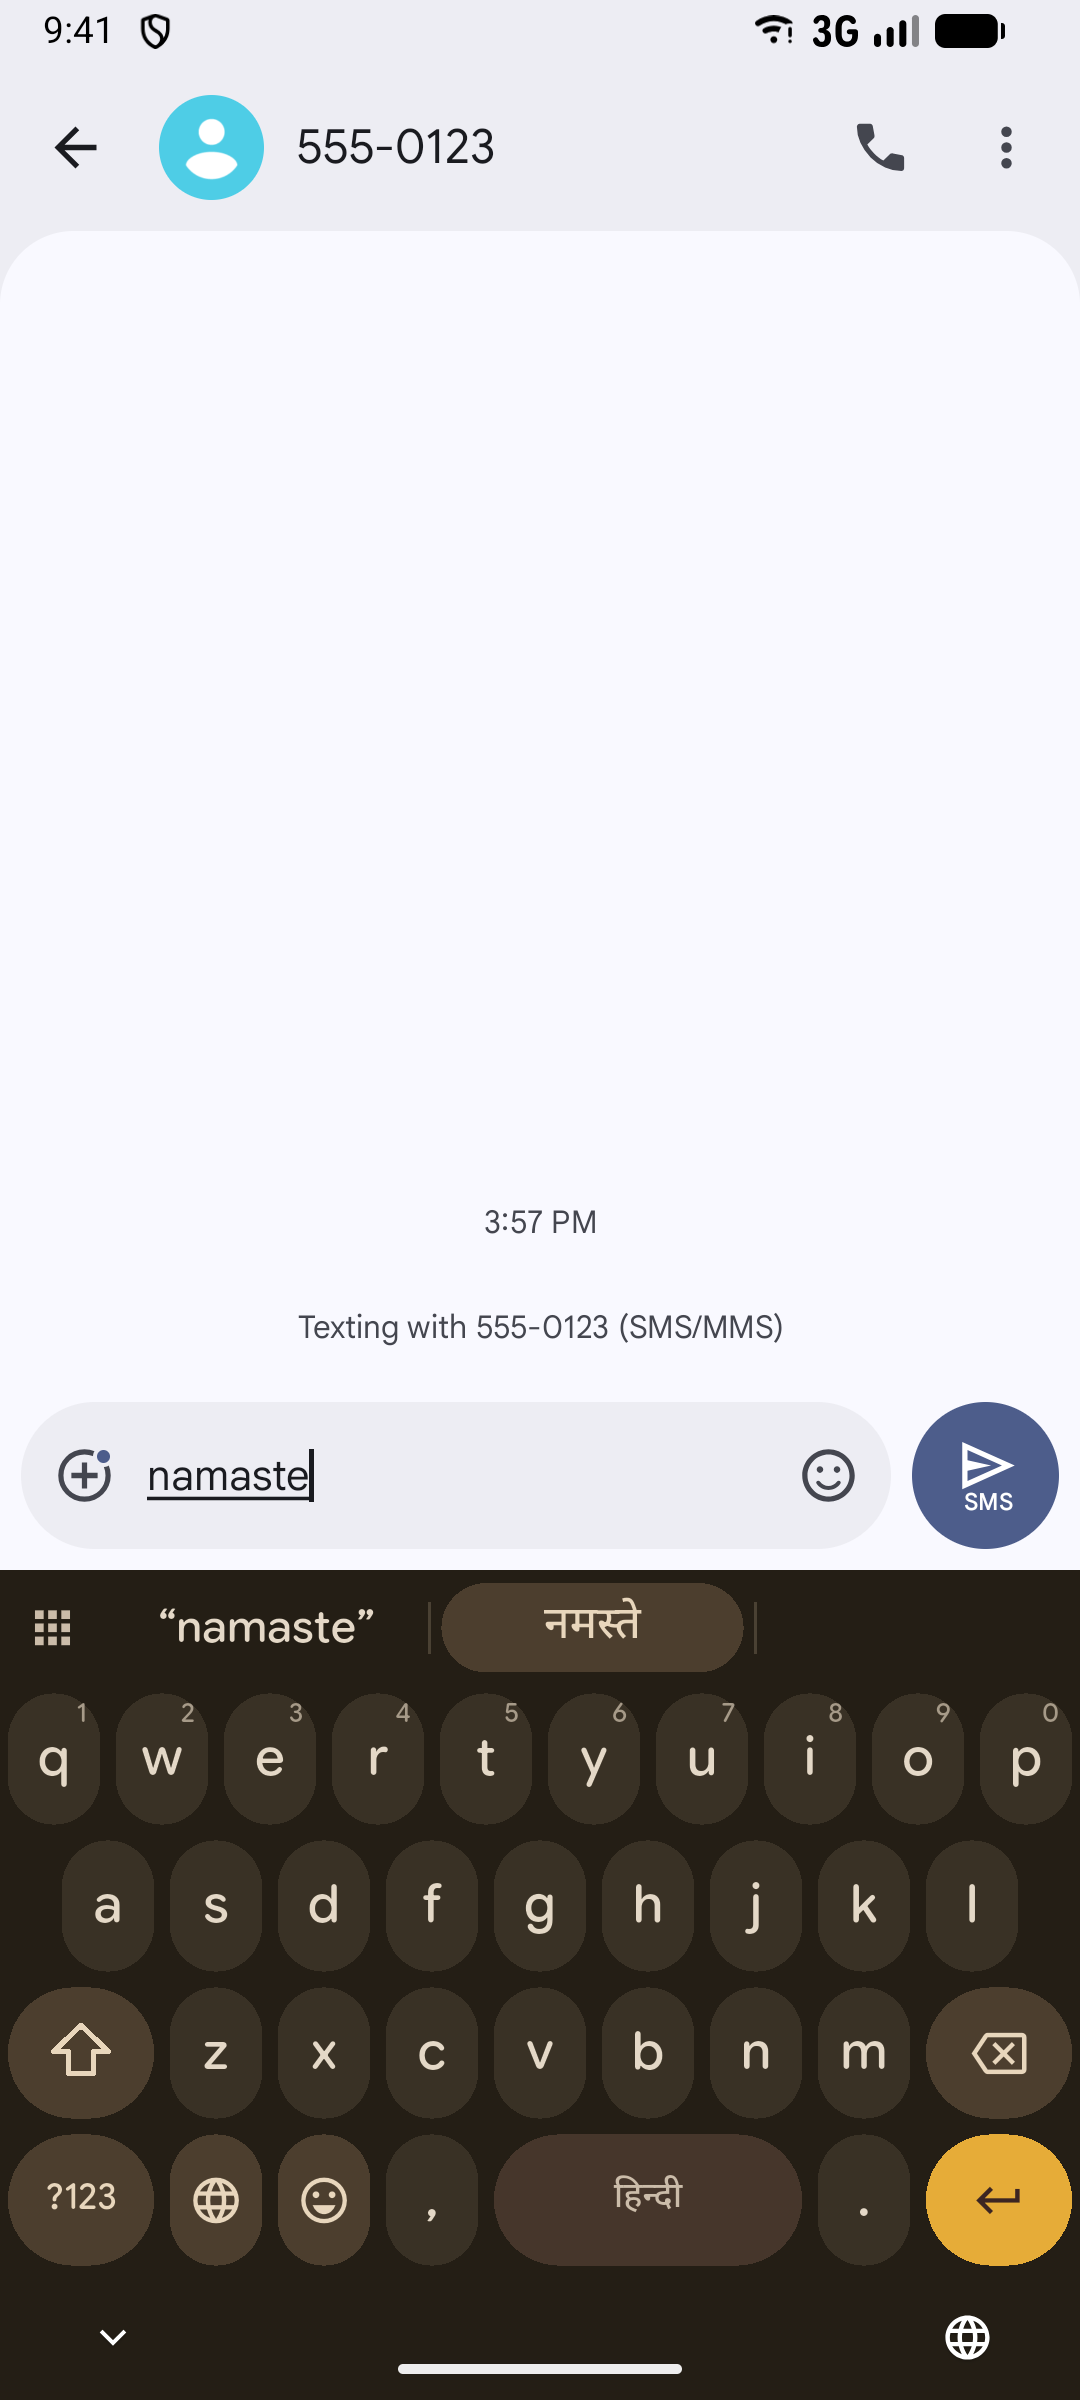 9:41
3G
555-0123
3:57 PM
Texting with 555-0123 (SMS/MMS)
namaste
SMS
“namaste” नमस्ते
1 2 3 4 5 6 7 8 9 0
q w e r t y u i o p
a s d f g h j k l
z x c v b n m
?123 , हिन्दी .